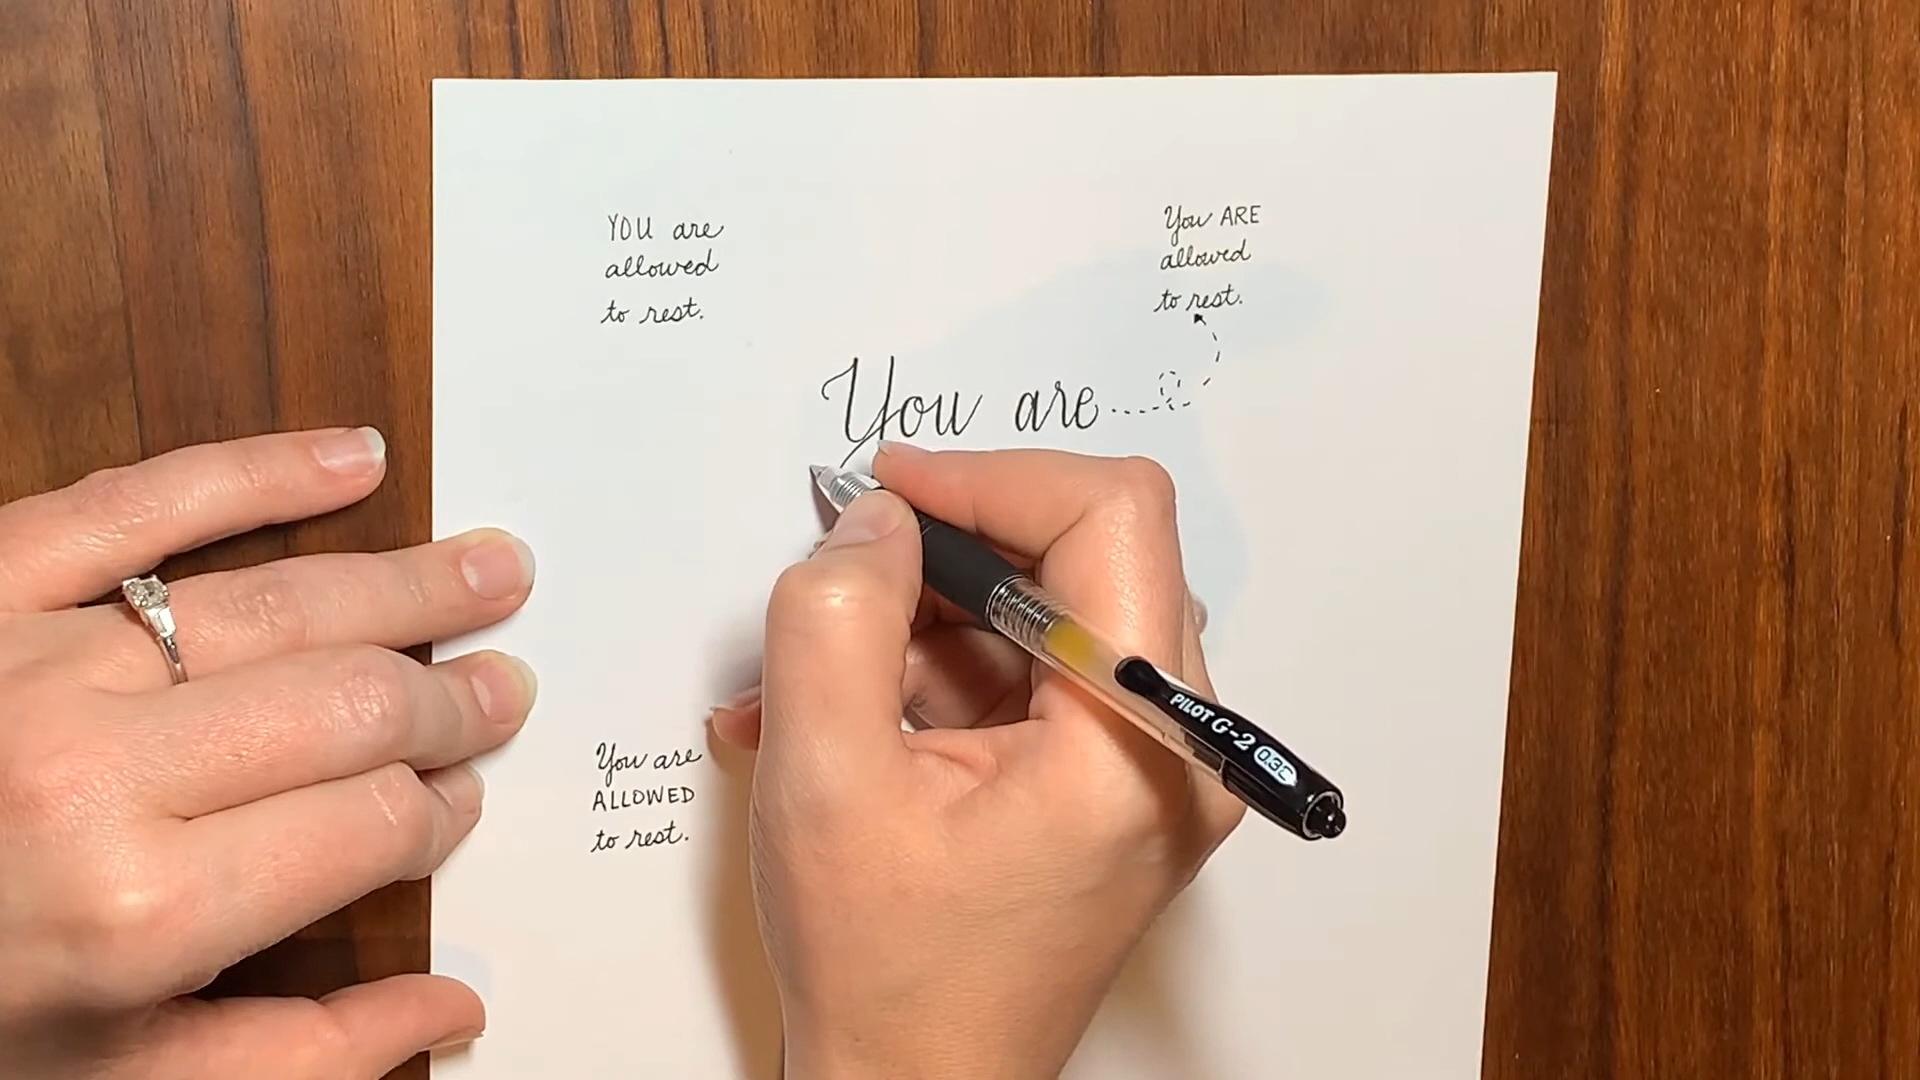 YOU are
allowed
to rest.
You ARE
allowed
to rest.
You are
You are
ALLOWED
to rest.
PILOT G-2 0.38